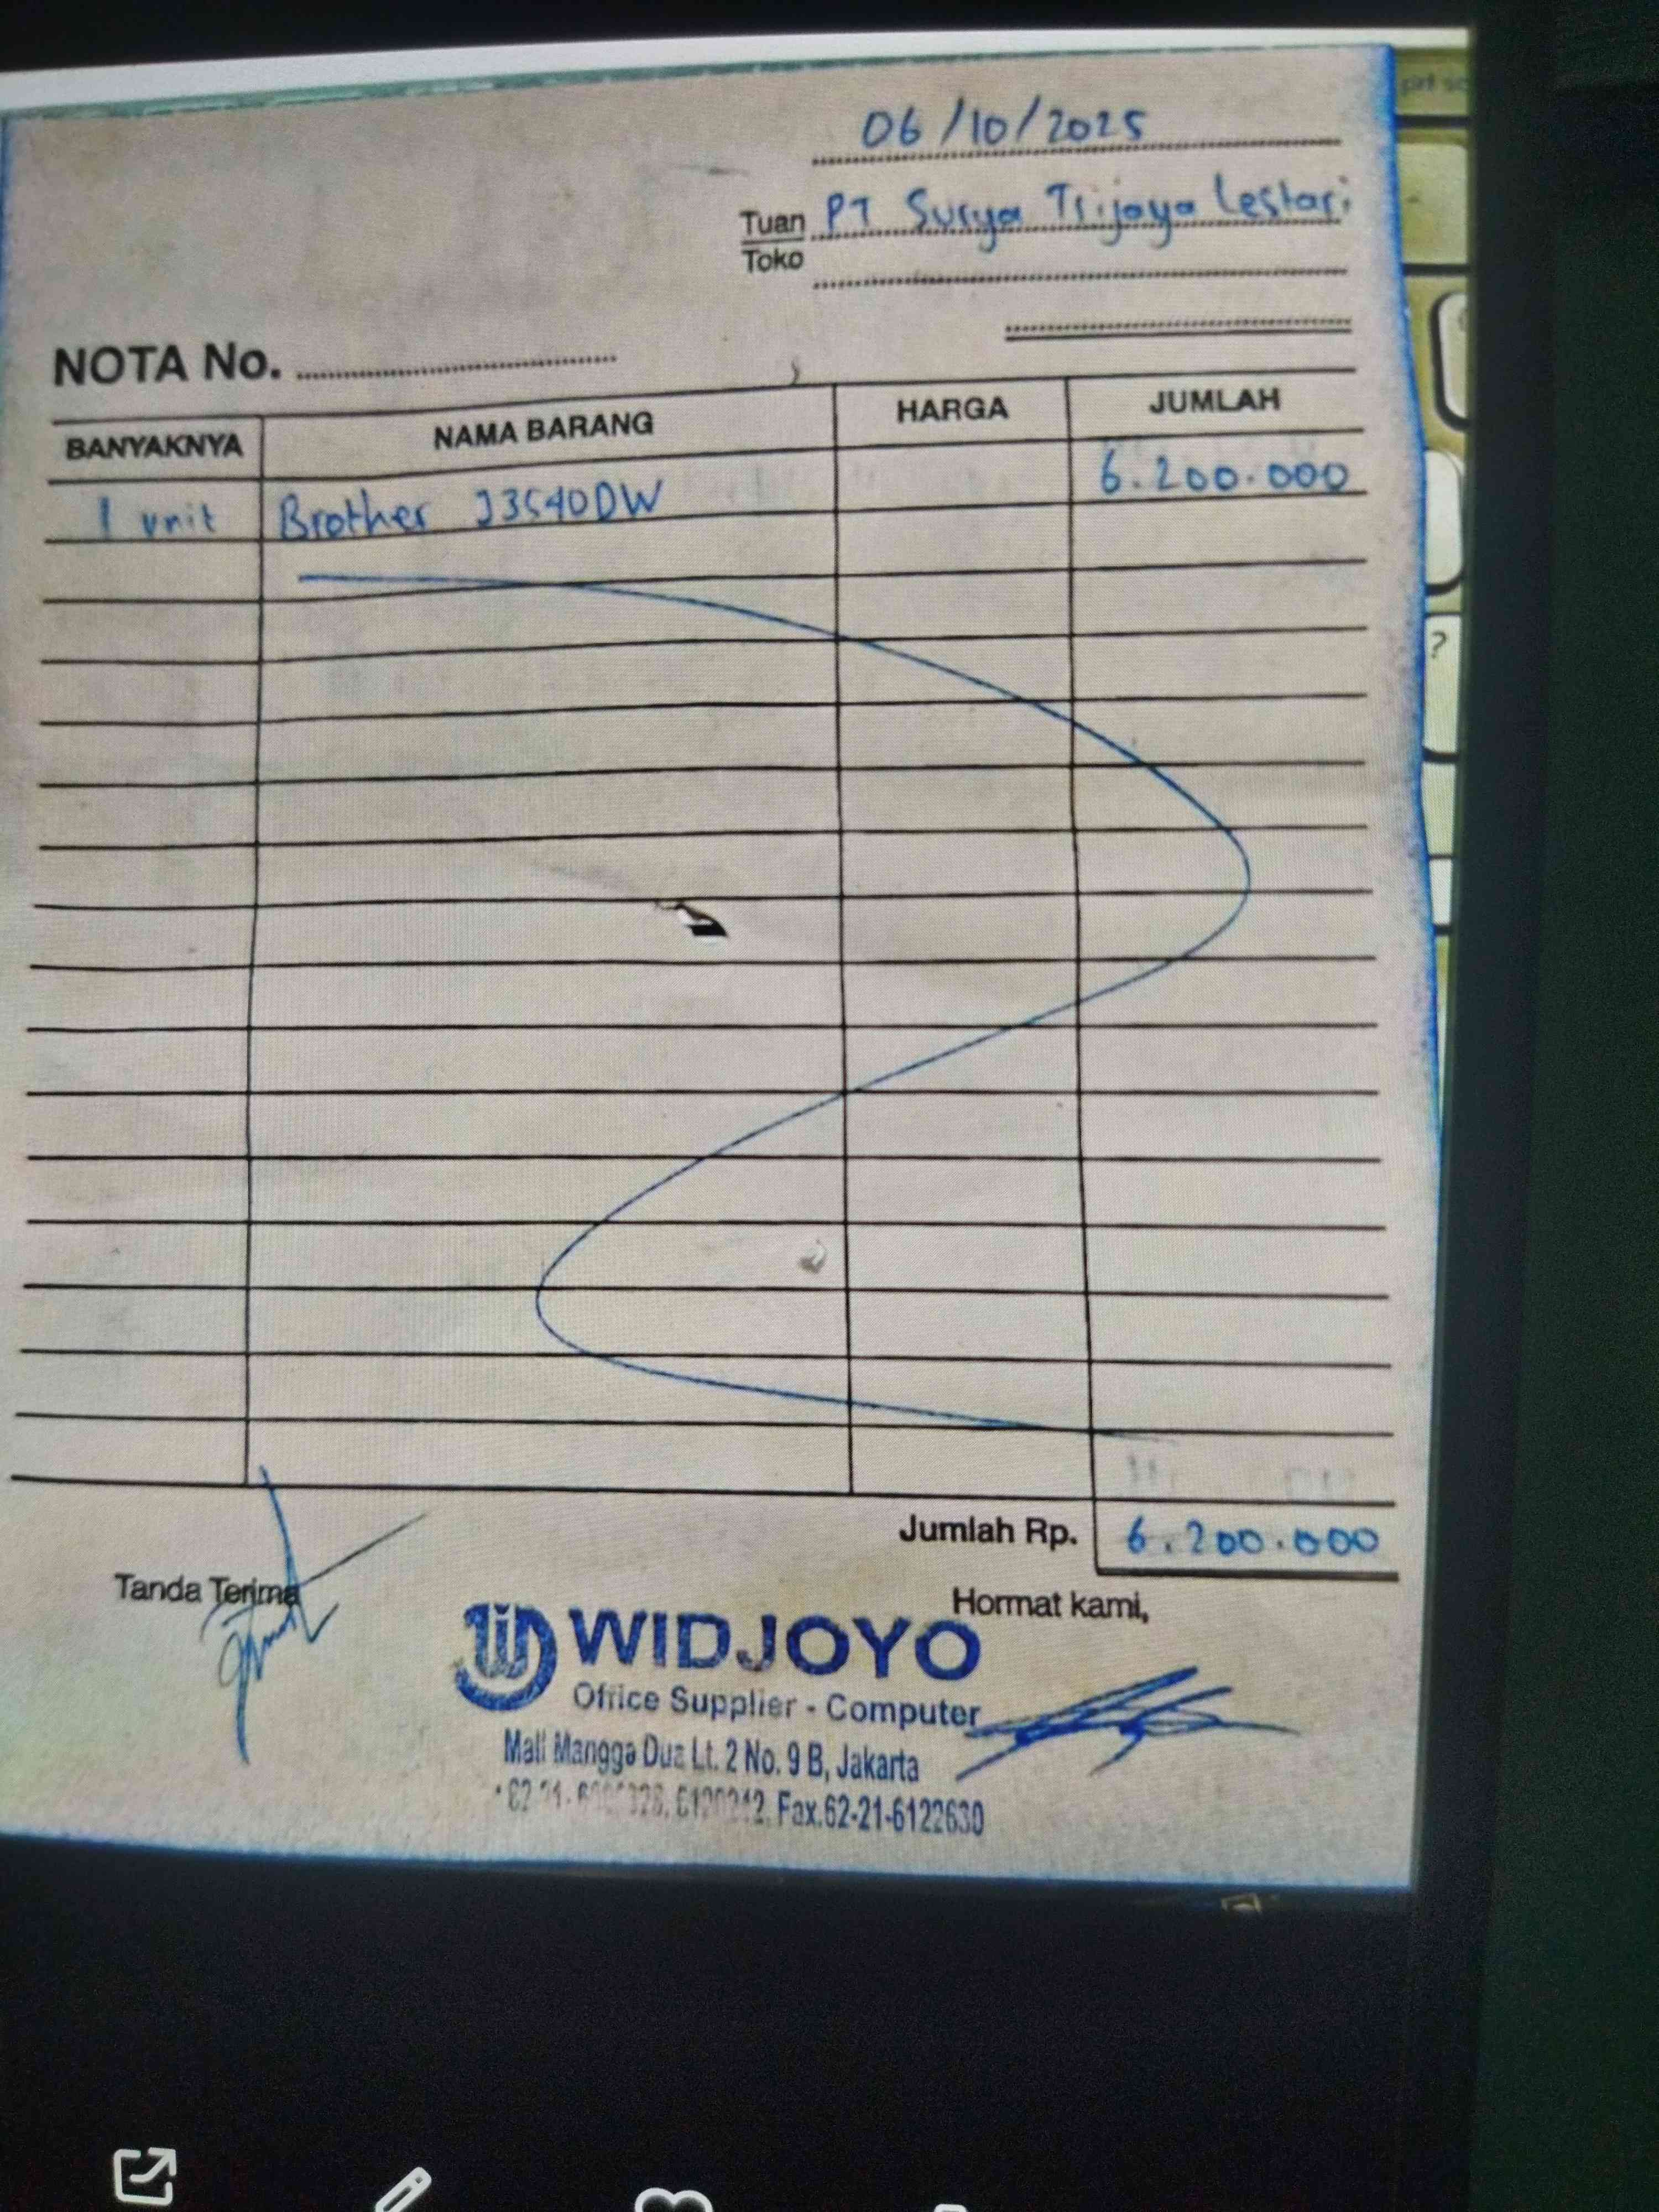 06/10/2025
Tuan PT Surya Trijaya Lestari
Toko
NOTA No.
BANYAKNYA NAMA BARANG HARGA JUMLAH
1 unit Brother J3540DW 6.200.000
Jumlah Rp. 6.200.000
Tanda Terima Hormat kami,
WIDJOYO
Office Supplier - Computer
Mall Mangga Dua Lt. 2 No. 9 B, Jakarta
Fax.62-21-6122630
?